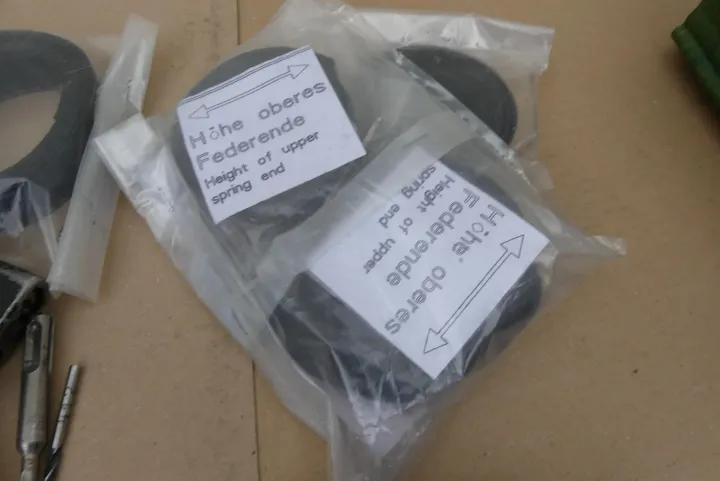 Höhe oberes
Federende
Height of upper
spring end
Höhe oberes
Federende
Height of upper
spring end